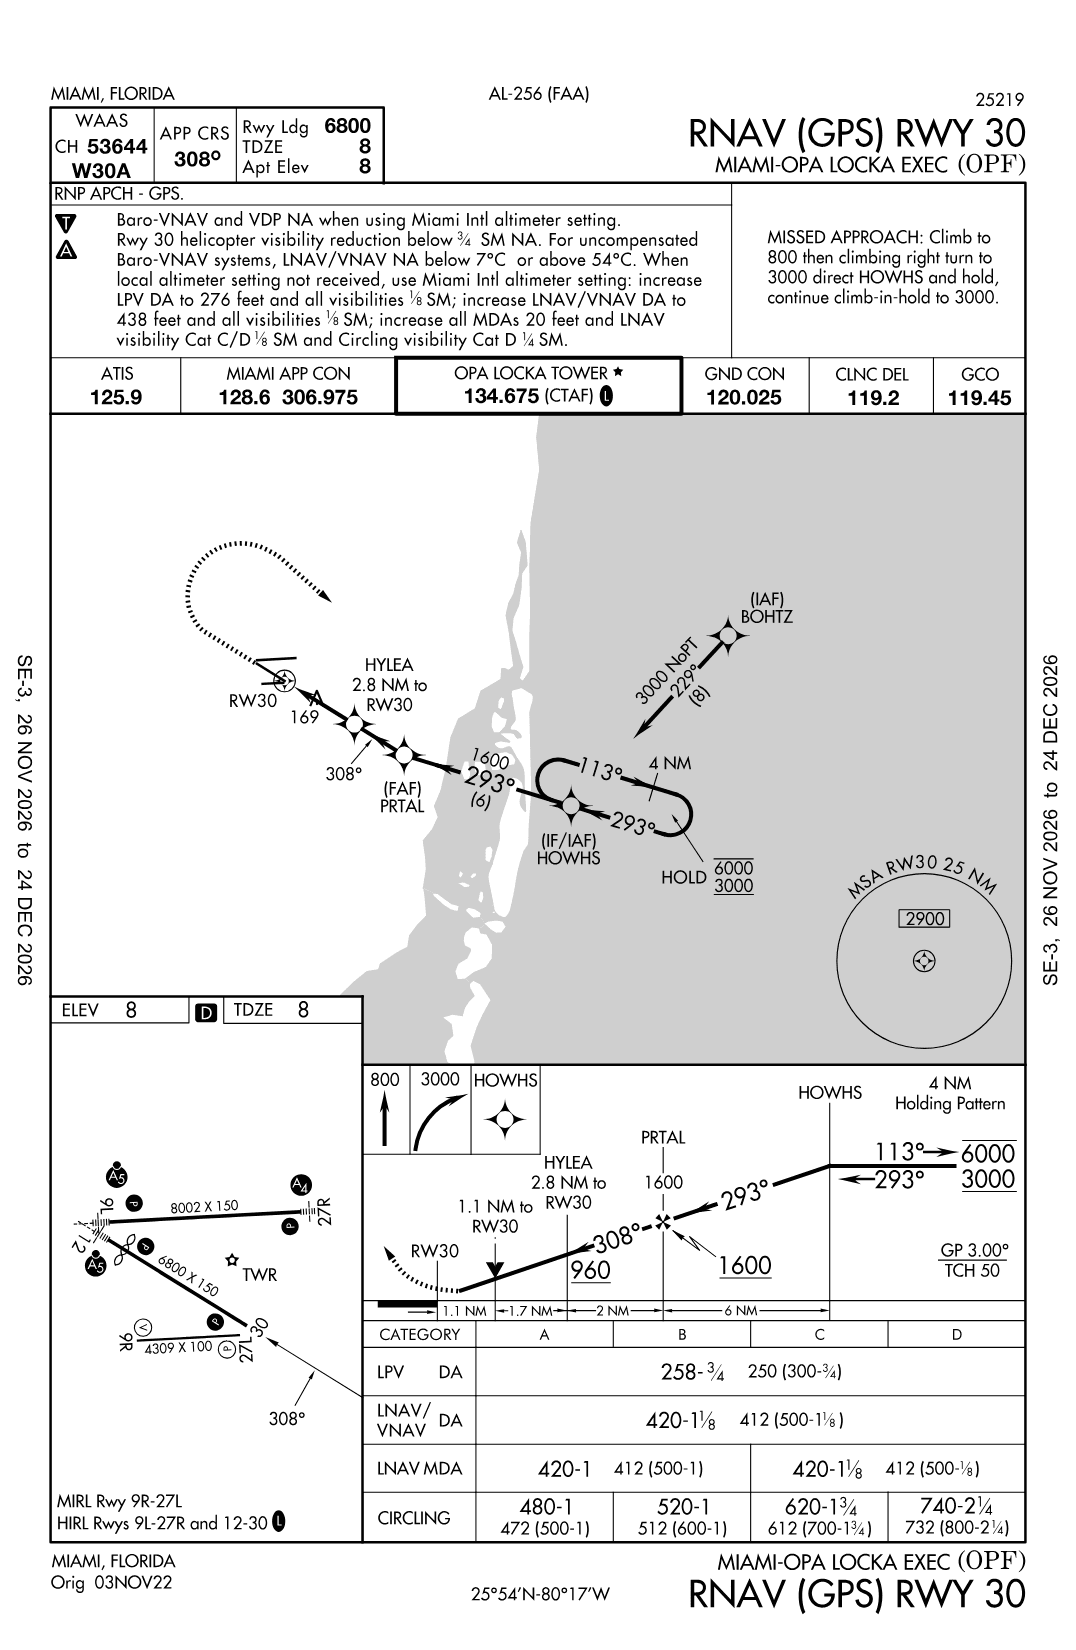 MIAMI, FLORIDA
AL-256 (FAA)
25219
RNAV (GPS) RWY 30
MIAMI-OPA LOCKA EXEC (OPF)
WAAS
CH 53644
W30A
APP CRS
308°
Rwy Ldg 6800
TDZE 8
Apt Elev 8
RNP APCH - GPS.
T
A
Baro-VNAV and VDP NA when using Miami Intl altimeter setting.
Rwy 30 helicopter visibility reduction below ¾ SM NA. For uncompensated
Baro-VNAV systems, LNAV/VNAV NA below 7°C or above 54°C. When
local altimeter setting not received, use Miami Intl altimeter setting: increase
LPV DA to 276 feet and all visibilities ⅛ SM; increase LNAV/VNAV DA to
438 feet and all visibilities ⅛ SM; increase all MDAs 20 feet and LNAV
visibility Cat C/D ⅛ SM and Circling visibility Cat D ¼ SM.
MISSED APPROACH: Climb to
800 then climbing right turn to
3000 direct HOWHS and hold,
continue climb-in-hold to 3000.
ATIS
125.9
MIAMI APP CON
128.6 306.975
OPA LOCKA TOWER ★
134.675 (CTAF) L
GND CON
120.025
CLNC DEL
119.2
GCO
119.45
(IAF)
BOHTZ
3000 NoPT
229°
(8)
HYLEA
2.8 NM to
RW30
RW30
169
308°
(FAF)
PRTAL
1600
293°
(6)
113°
4 NM
293°
(IF/IAF)
HOWHS
HOLD 6000
3000
MSA RW30 25 NM
2900
SE-3, 26 NOV 2026 to 24 DEC 2026
SE-3, 26 NOV 2026 to 24 DEC 2026
ELEV 8
D
TDZE 8
A5
P
9L
8002 X 150
A4
27R
P
12
A5
P
6800 X 150
TWR
30
P
V
9R
4309 X 100
P
27L
308°
MIRL Rwy 9R-27L
HIRL Rwys 9L-27R and 12-30 L
800
3000
HOWHS
HOWHS
4 NM
Holding Pattern
113°
6000
293°
3000
PRTAL
1600
293°
HYLEA
2.8 NM to
RW30
1.1 NM to
RW30
RW30
308°
960
1600
GP 3.00°
TCH 50
1.1 NM
1.7 NM
2 NM
6 NM
CATEGORY A B C D
LPV DA 258-¾ 250 (300-¾)
LNAV/
VNAV DA 420-1⅛ 412 (500-1⅛)
LNAV MDA 420-1 412 (500-1) 420-1⅛ 412 (500-⅛)
CIRCLING
480-1
472 (500-1)
520-1
512 (600-1)
620-1¾
612 (700-1¾)
740-2¼
732 (800-2¼)
MIAMI, FLORIDA
Orig 03NOV22
25°54'N-80°17'W
MIAMI-OPA LOCKA EXEC (OPF)
RNAV (GPS) RWY 30